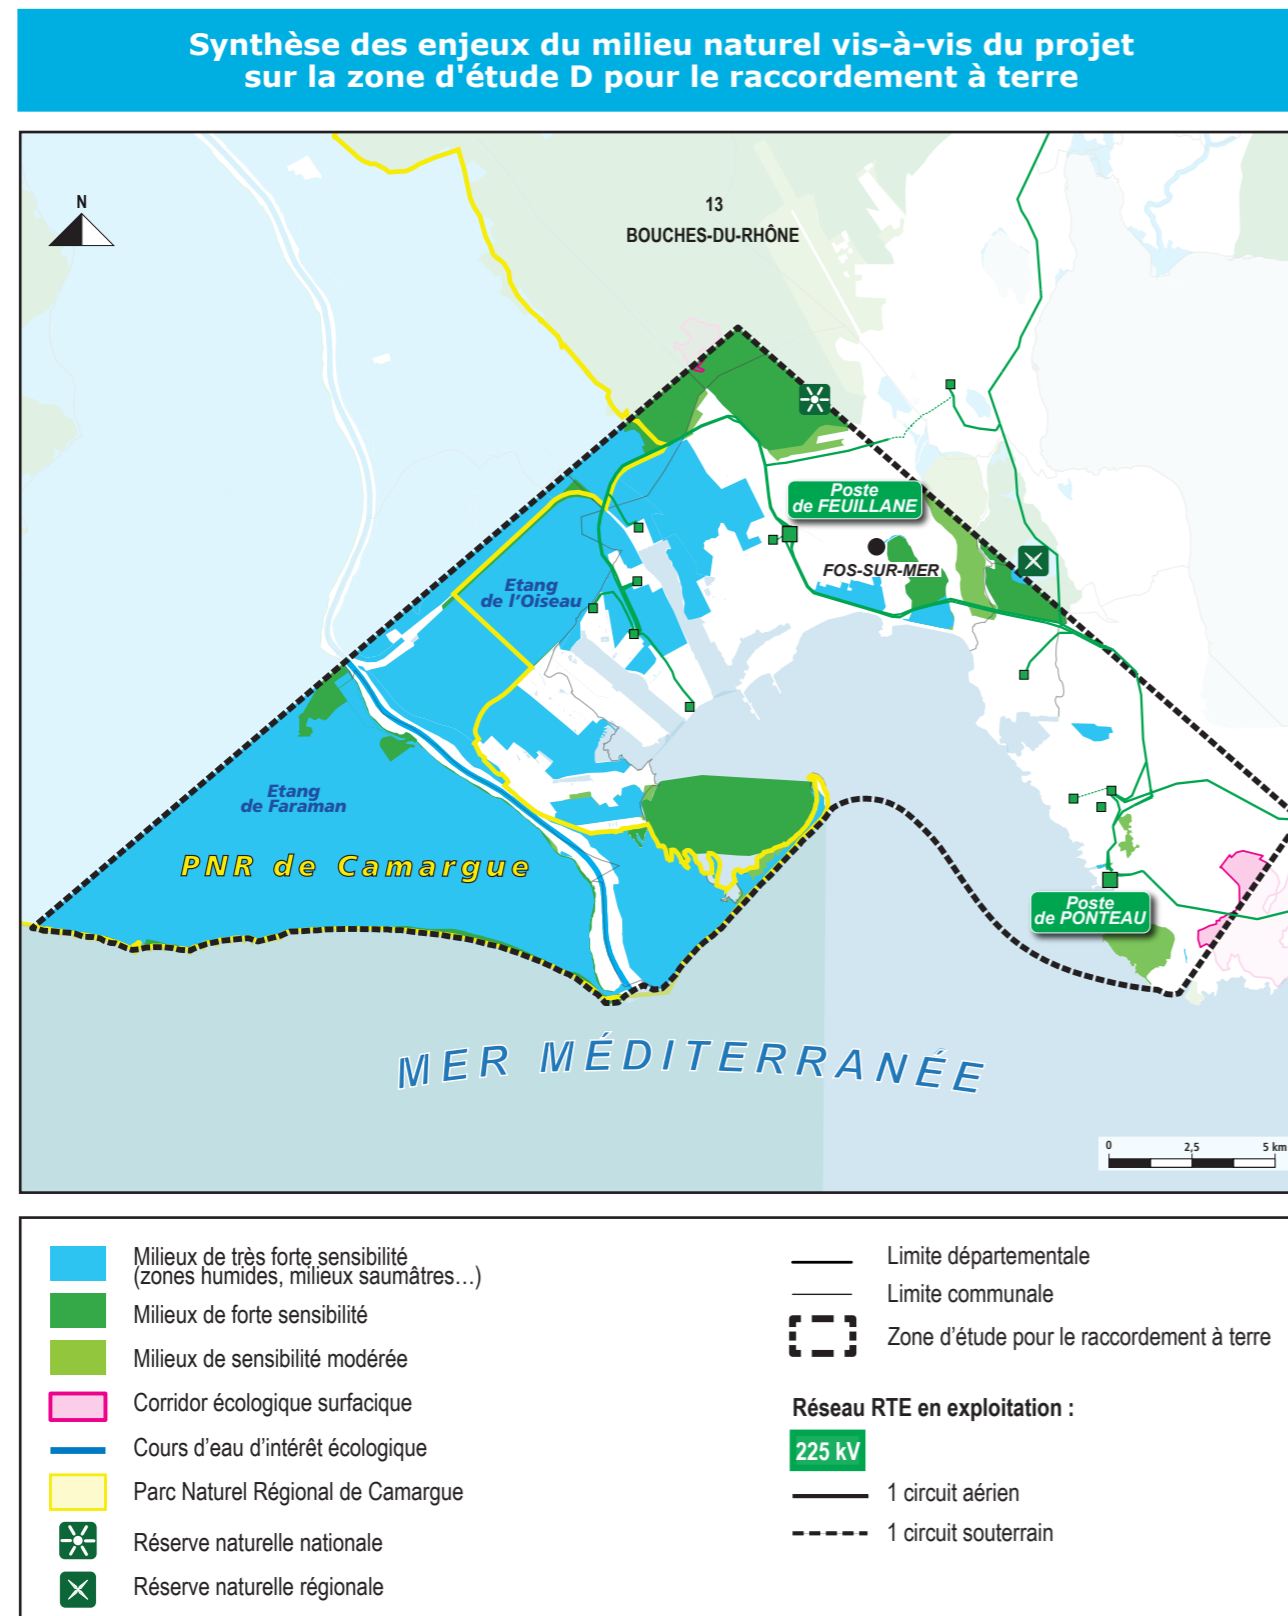 Synthèse des enjeux du milieu naturel vis-à-vis du projet
sur la zone d'étude D pour le raccordement à terre
N
13
BOUCHES-DU-RHÔNE
Poste
de FEUILLANE
FOS-SUR-MER
Etang
de l'Oiseau
Etang
de Faraman
PNR de Camargue
Poste
de PONTEAU
MER MÉDITERRANÉE
0 2,5 5 km
Milieux de très forte sensibilité
(zones humides, milieux saumâtres…)
Milieux de forte sensibilité
Milieux de sensibilité modérée
Corridor écologique surfacique
Cours d’eau d’intérêt écologique
Parc Naturel Régional de Camargue
Réserve naturelle nationale
Réserve naturelle régionale
Limite départementale
Limite communale
Zone d’étude pour le raccordement à terre
Réseau RTE en exploitation :
225 kV
1 circuit aérien
1 circuit souterrain